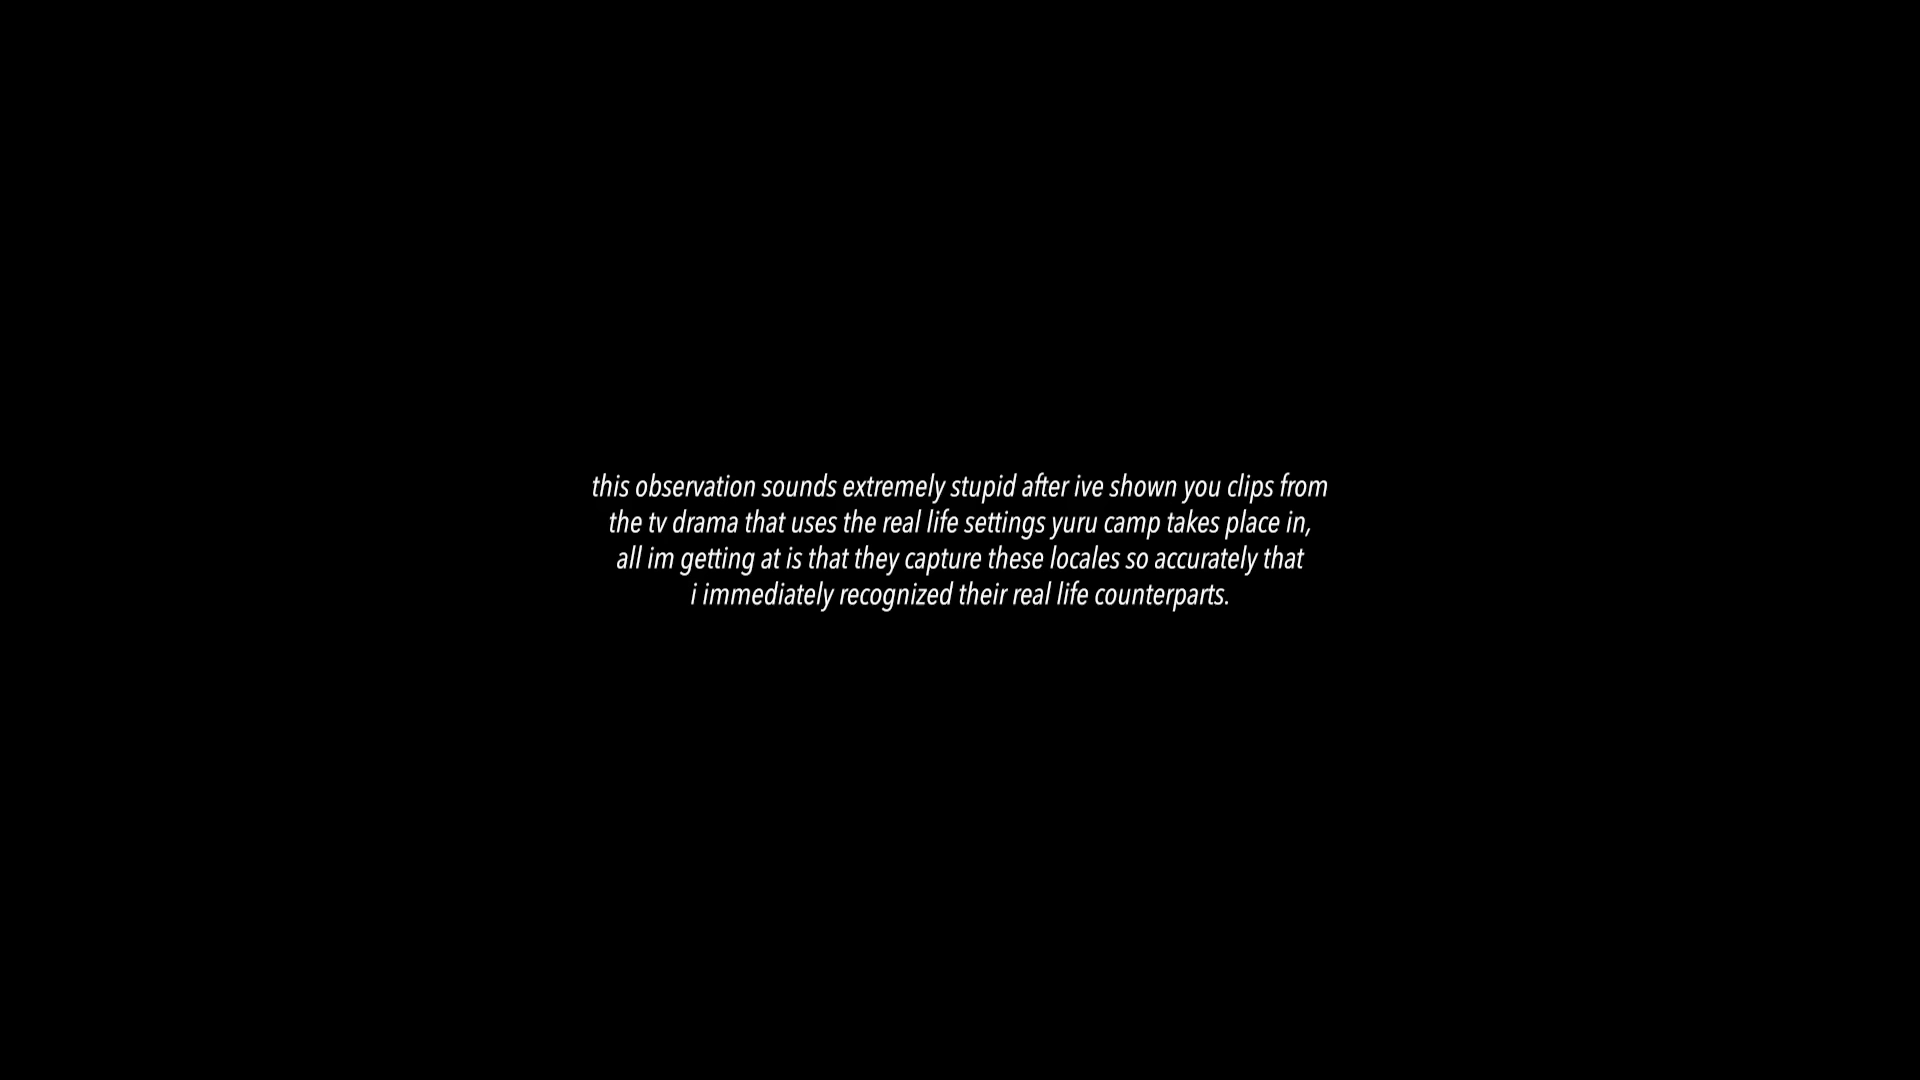 this observation sounds extremely stupid after ive shown you clips from
the tv drama that uses the real life settings yuru camp takes place in,
all im getting at is that they capture these locales so accurately that
i immediately recognized their real life counterparts.